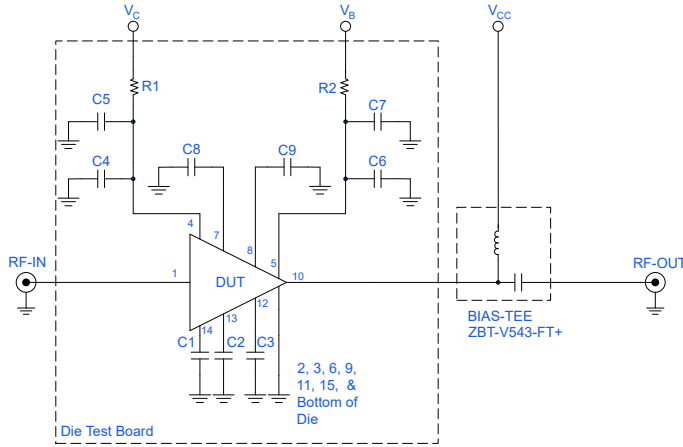 VC
VB
VCC
R1
R2
C5
C7
C8
C9
C4
C6
4
7
8
5
RF-IN
1
DUT
10
RF-OUT
14
13
12
C1
C2
C3
BIAS-TEE
ZBT-V543-FT+
2, 3, 6, 9,
11, 15, &
Bottom of
Die
Die Test Board